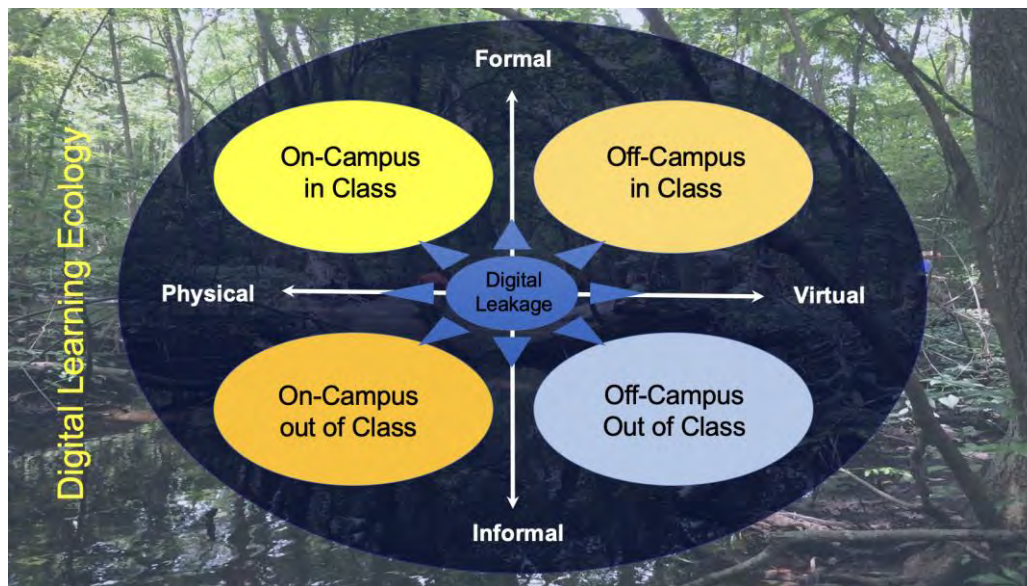 Digital Learning Ecology
Formal
On-Campus
in Class
Off-Campus
in Class
Physical
Digital
Leakage
Virtual
On-Campus
out of Class
Off-Campus
Out of Class
Informal